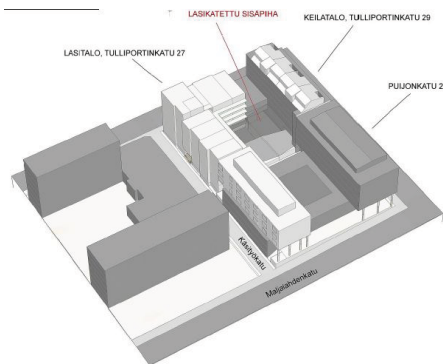 LASIKATETTU SISÄPIHA
KEILATALO, TULLIPORTINKATU 29
LASITALO, TULLIPORTINKATU 27
PUIJONKATU 2
Käsityökatu
Maljalahdenkatu